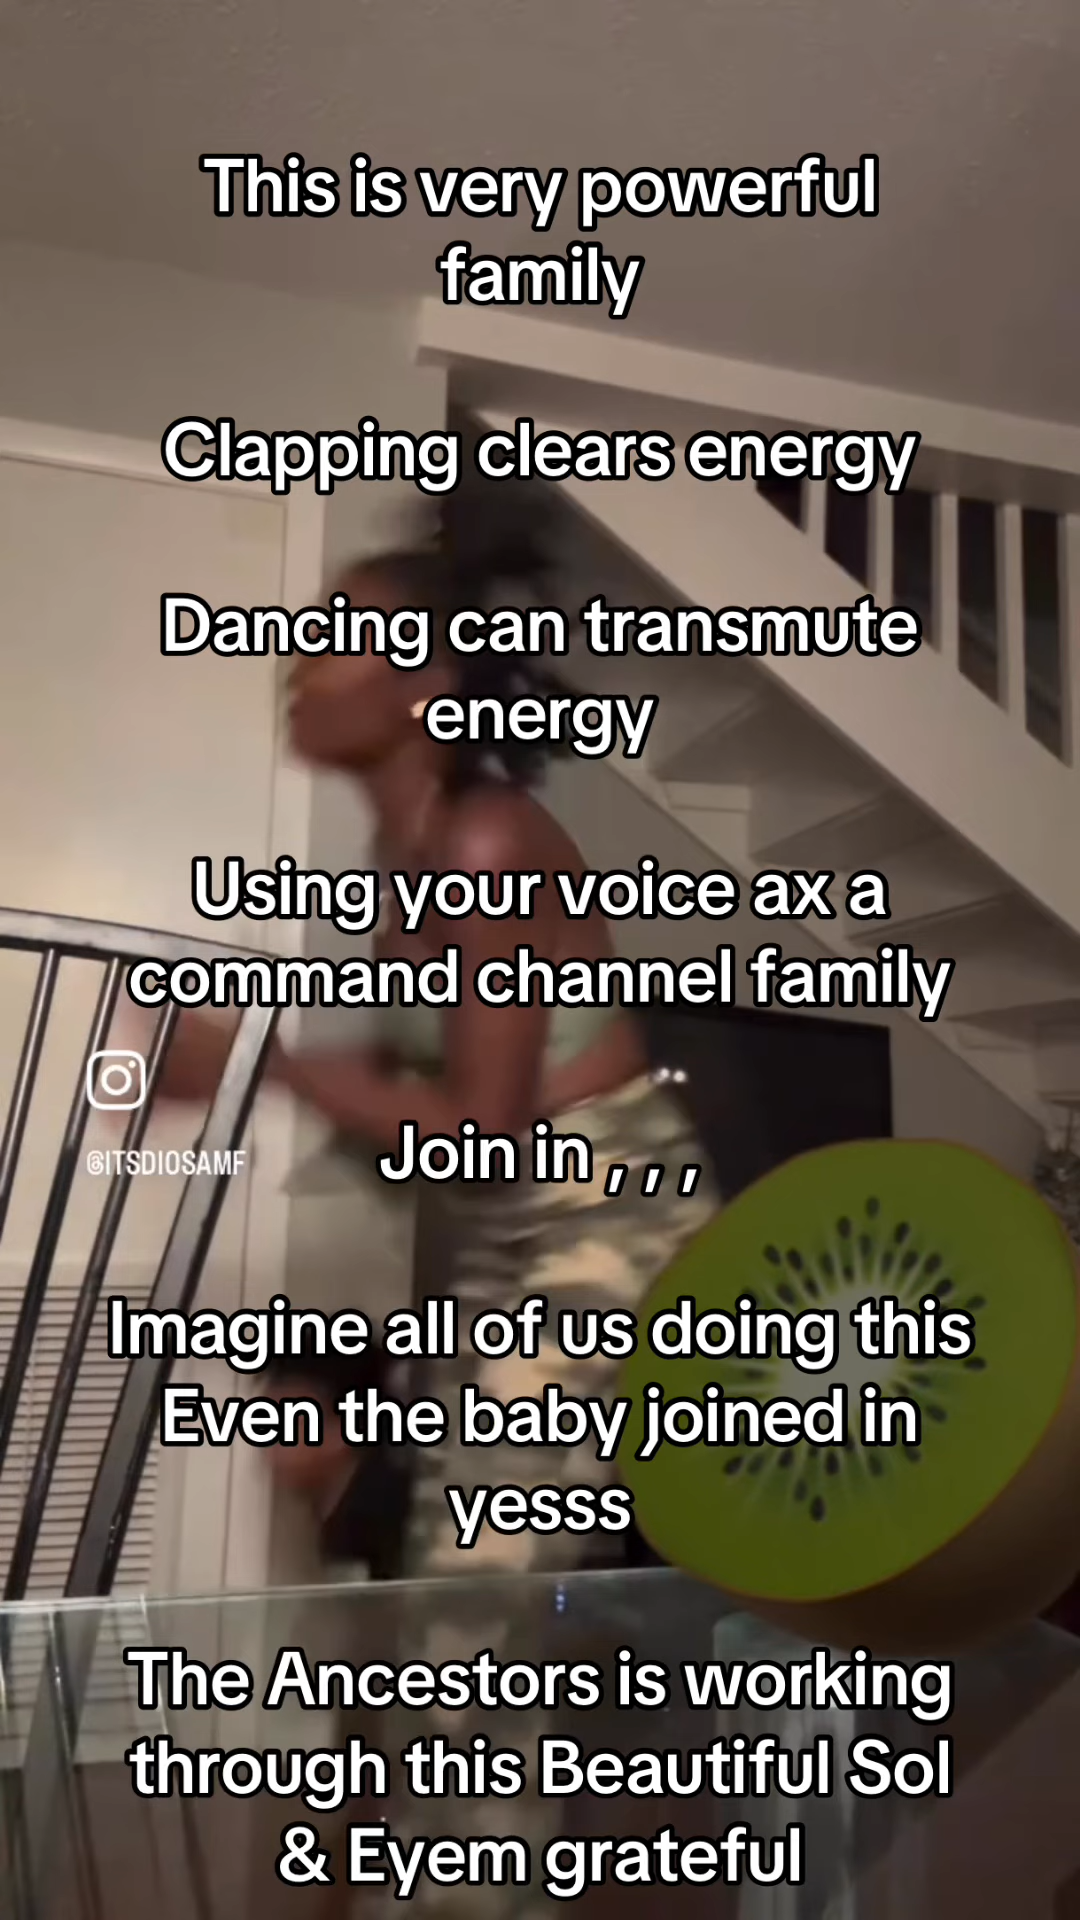 This is very powerful
family
Clapping clears energy
Dancing can transmute
energy
Using your voice ax a
command channel family
@ITSDIOSAMF
Join in , , ,
Imagine all of us doing this
Even the baby joined in
yesss
The Ancestors is working
through this Beautiful Sol
& Eyem grateful